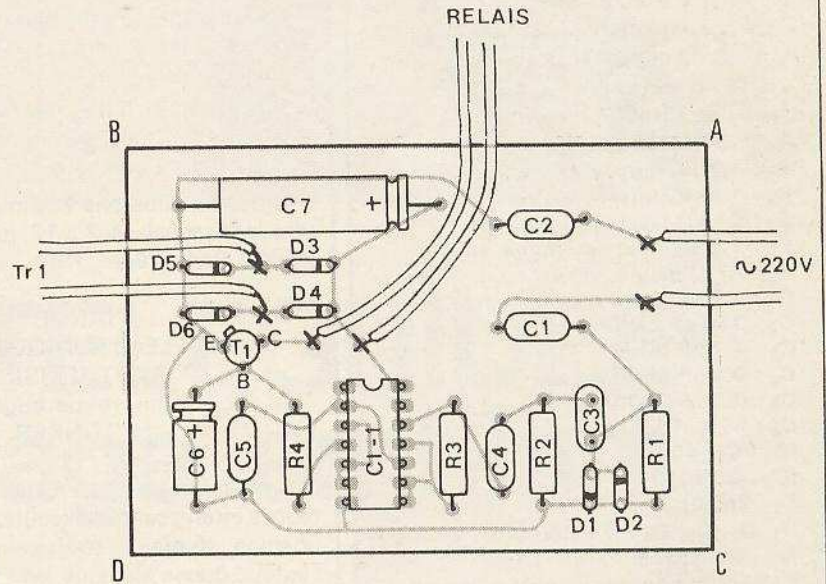 RELAIS
B
A
C7
+
C2
D5
D3
Tr 1
∿220V
D4
D6
E
T1
C
C1
B
C6
+
C5
R4
C1-1
R3
C4
R2
C3
R1
D1
D2
D
C